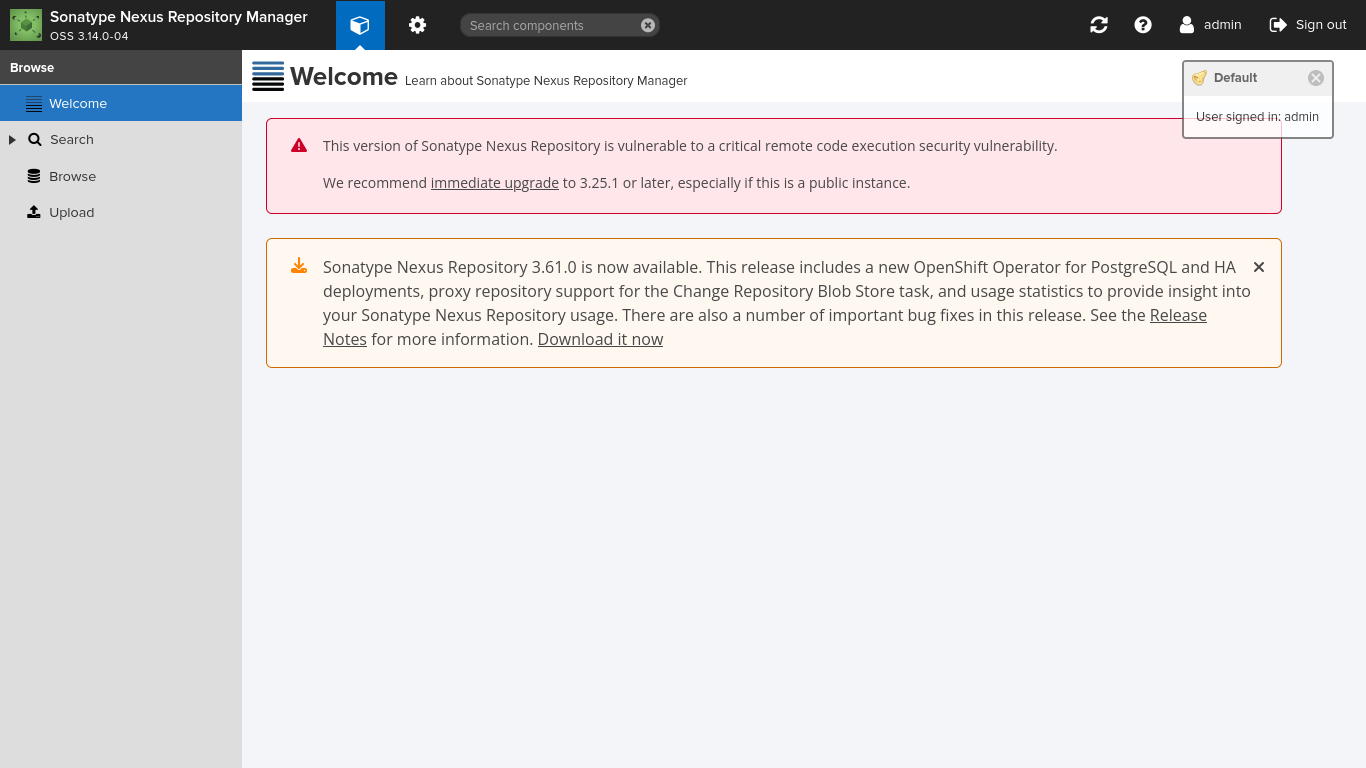 Sonatype Nexus Repository Manager
OSS 3.14.0-04
Search components
admin
Sign out
Browse
Welcome
Search
Browse
Upload
Welcome Learn about Sonatype Nexus Repository Manager
Default
User signed in: admin
This version of Sonatype Nexus Repository is vulnerable to a critical remote code execution security vulnerability.
We recommend immediate upgrade to 3.25.1 or later, especially if this is a public instance.
Sonatype Nexus Repository 3.61.0 is now available. This release includes a new OpenShift Operator for PostgreSQL and HA
deployments, proxy repository support for the Change Repository Blob Store task, and usage statistics to provide insight into
your Sonatype Nexus Repository usage. There are also a number of important bug fixes in this release. See the Release
Notes for more information. Download it now